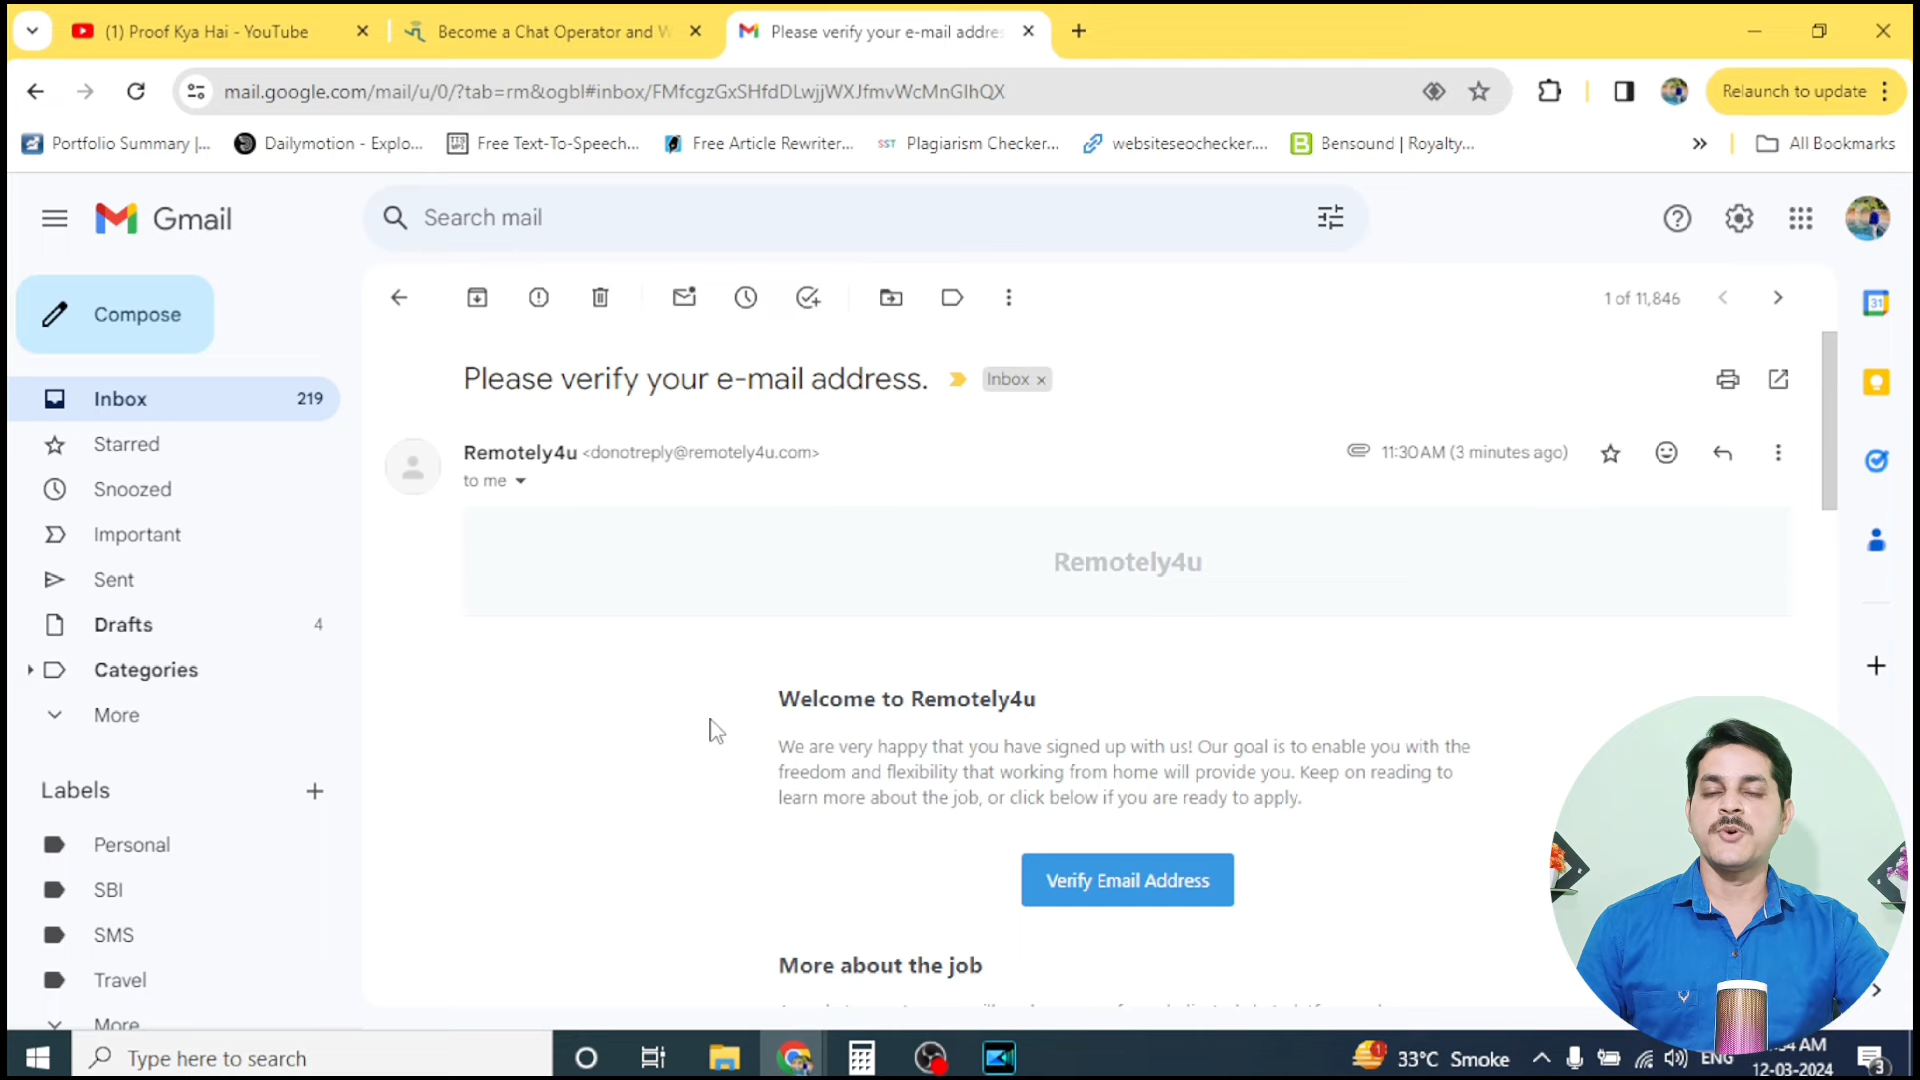 (1) Proof Kya Hai - YouTube
Become a Chat Operator and W
Please verify your e-mail addre
mail.google.com/mail/u/0/?tab=rm&ogbl#inbox/FMfcgzGxSHfdDLwjjWXJfmvWcMnGlhQX
Relaunch to update
Portfolio Summary |...
Dailymotion - Explo...
Free Text-To-Speech...
Free Article Rewriter...
SST Plagiarism Checker...
websiteseochecker....
Bensound | Royalty...
All Bookmarks
Gmail
Search mail
Compose
1 of 11,846
Please verify your e-mail address.
Inbox
Inbox 219
Starred
Snoozed
Important
Sent
Drafts 4
Categories
More
Labels
Personal
SBI
SMS
Travel
More
Remotely4u <donotreply@remotely4u.com>
11:30 AM (3 minutes ago)
to me
Remotely4u
Welcome to Remotely4u
We are very happy that you have signed up with us! Our goal is to enable you with the
freedom and flexibility that working from home will provide you. Keep on reading to
learn more about the job, or click below if you are ready to apply.
Verify Email Address
More about the job
Type here to search
33°C Smoke
ENG
AM
12-03-2024
3